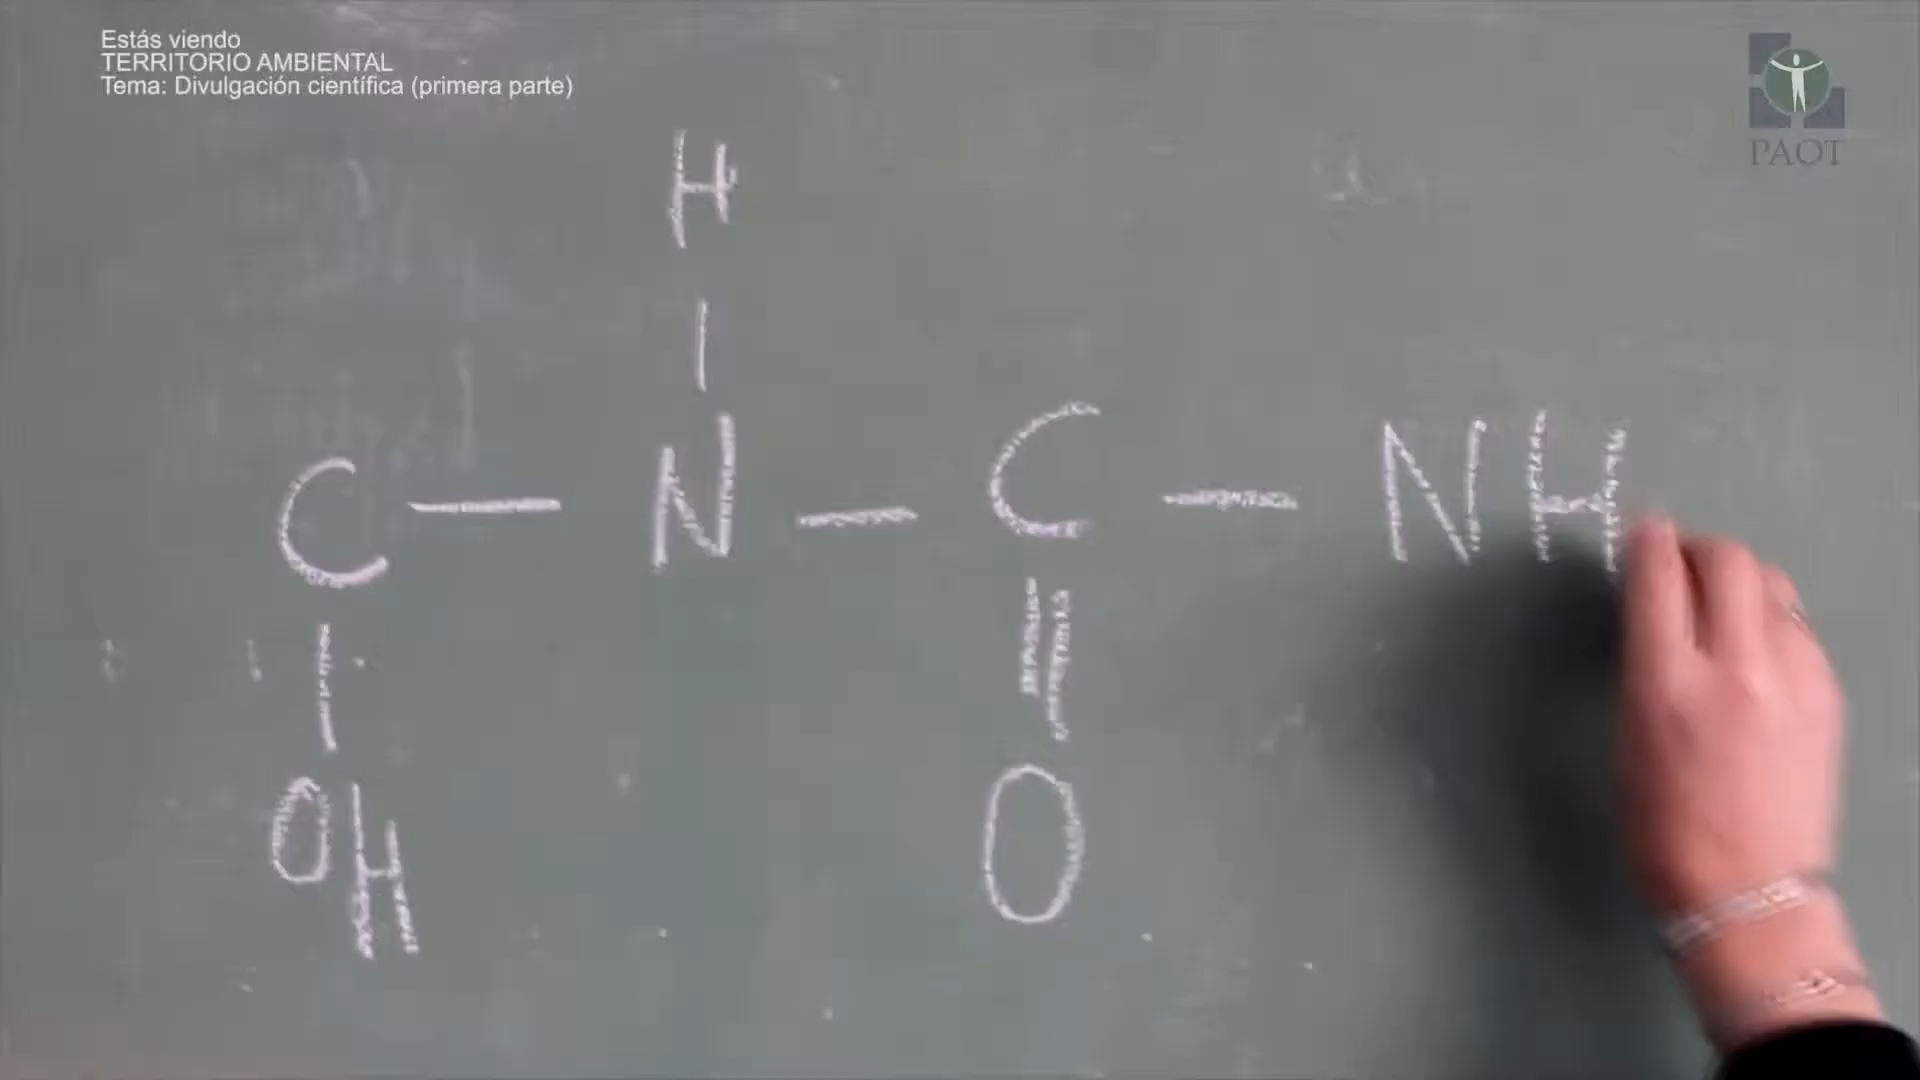 Estás viendo
TERRITORIO AMBIENTAL
Tema: Divulgación científica (primera parte)
PAOT
H
C — N — C — NH
OH O